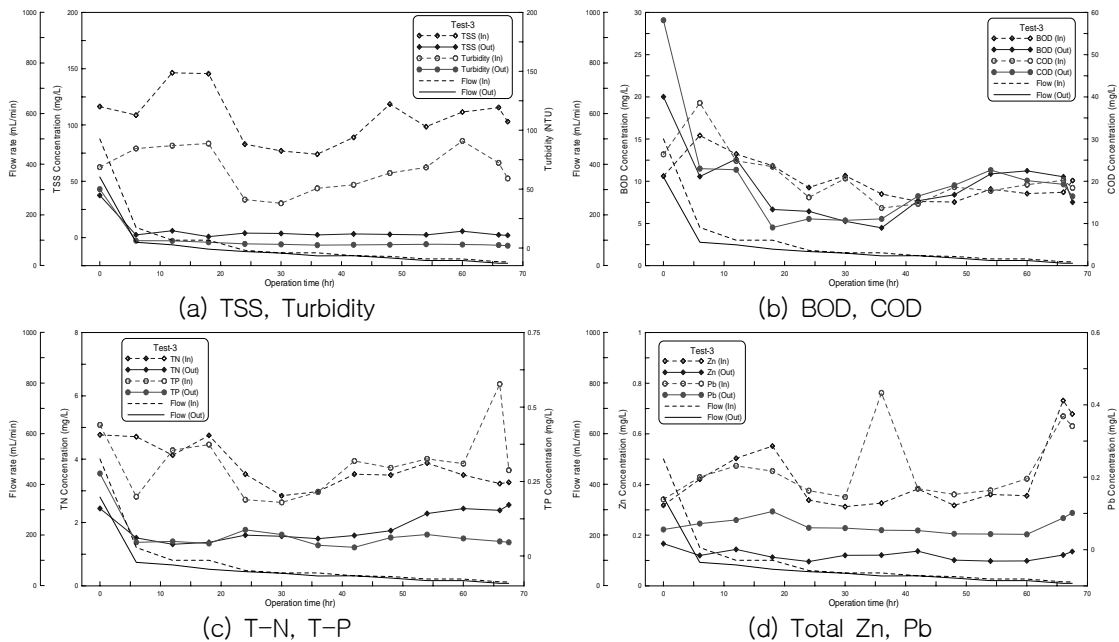 Test-3
TSS (In)
TSS (Out)
Turbidity (In)
Turbidity (Out)
Flow (In)
Flow (Out)
1000
800
600
400
200
0
Flow rate (mL/min)
200
150
100
50
0
TSS Concentration (mg/L)
200
150
100
50
0
Turbidity (NTU)
0 10 20 30 40 50 60 70
Operation time (hr)
(a) TSS, Turbidity
Test-3
BOD (In)
BOD (Out)
COD (In)
COD (Out)
Flow (In)
Flow (Out)
1000
800
600
400
200
0
Flow rate (mL/min)
30
25
20
15
10
5
0
BOD Concentration (mg/L)
60
50
40
30
20
10
0
COD Concentration (mg/L)
0 10 20 30 40 50 60 70
Operation time (hr)
(b) BOD, COD
Test-3
TN (In)
TN (Out)
TP (In)
TP (Out)
Flow (In)
Flow (Out)
1000
800
600
400
200
0
Flow rate (mL/min)
8
6
4
2
0
TN Concentration (mg/L)
0.75
0.5
0.25
0
TP Concentration (mg/L)
0 10 20 30 40 50 60 70
Operation time (hr)
(c) T-N, T-P
Test-3
Zn (In)
Zn (Out)
Pb (In)
Pb (Out)
Flow (In)
Flow (Out)
1000
800
600
400
200
0
Flow rate (mL/min)
1
0.8
0.6
0.4
0.2
0
Zn Concentration (mg/L)
0.6
0.4
0.2
0
Pb Concentration (mg/L)
0 10 20 30 40 50 60 70
Operation time (hr)
(d) Total Zn, Pb